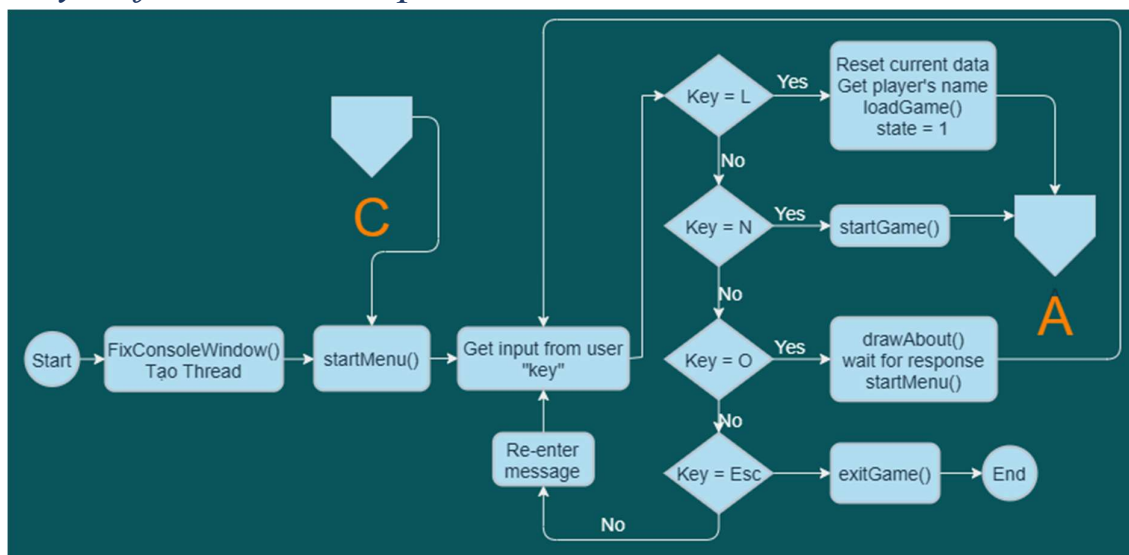 Key = L
Yes
Reset current data
Get player's name
loadGame()
state = 1
No
C
Key = N
Yes
startGame()
A
No
Start
FixConsoleWindow()
Tạo Thread
startMenu()
Get input from user
"key"
Key = O
Yes
drawAbout()
wait for response
startMenu()
No
Re-enter
message
Key = Esc
exitGame()
End
No